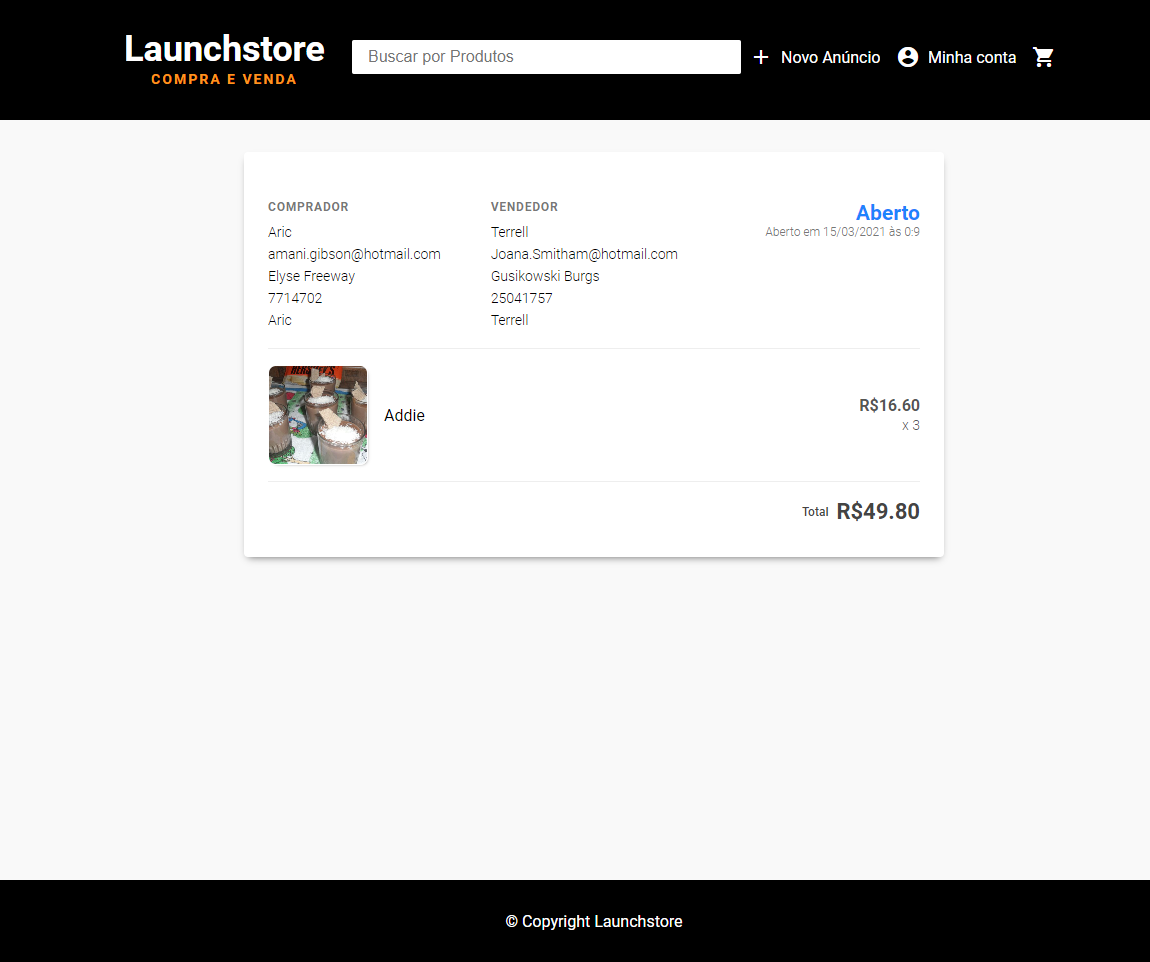 Launchstore
COMPRA E VENDA
Buscar por Produtos
Novo Anúncio
Minha conta
COMPRADOR
Aric
amani.gibson@hotmail.com
Elyse Freeway
7714702
Aric
VENDEDOR
Terrell
Joana.Smitham@hotmail.com
Gusikowski Burgs
25041757
Terrell
Aberto
Aberto em 15/03/2021 às 0:9
Addie
R$16.60
x 3
Total R$49.80
© Copyright Launchstore